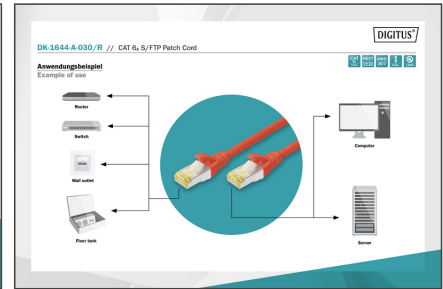 DIGITUS®
DK-1644-A-030/R // CAT 6A S/FTP Patch Cord
Anwendungsbeispiel
Example of use
Router
Switch
Wall outlet
Floor tank
Computer
Server